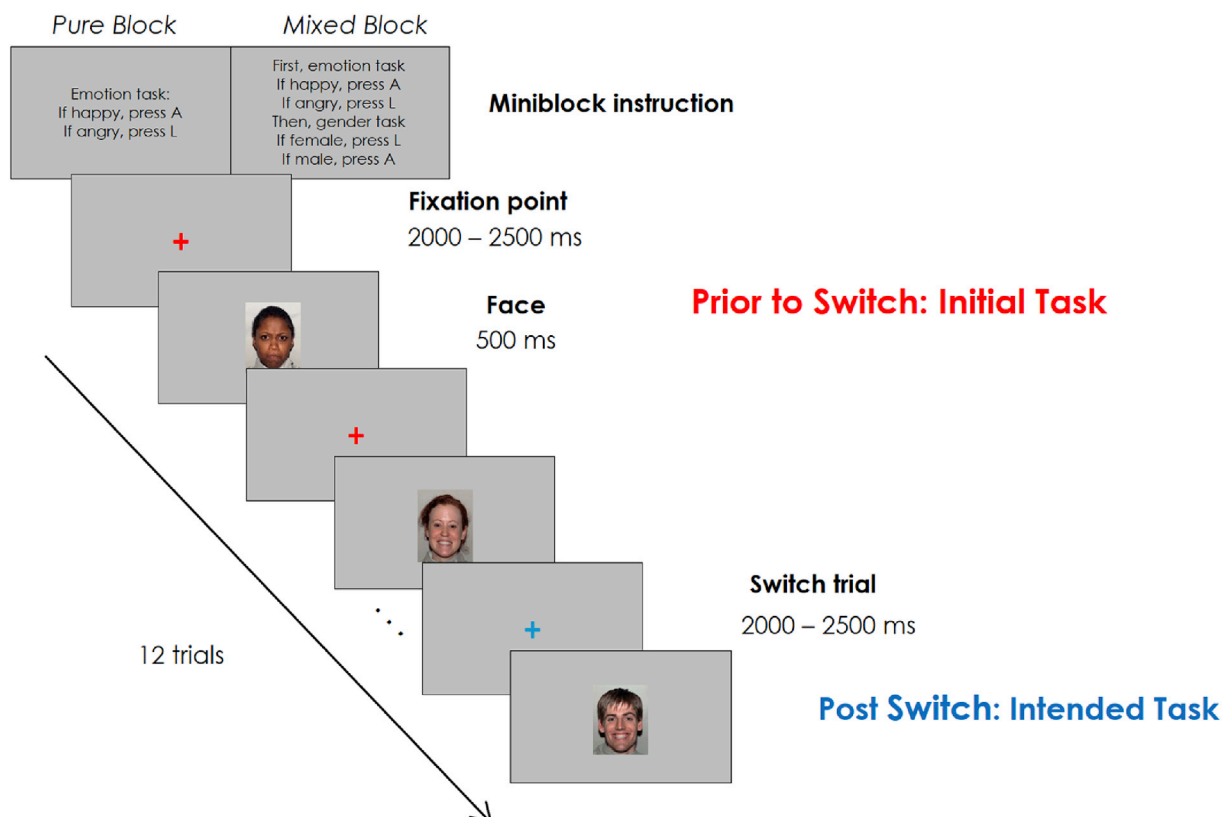 Pure Block
Mixed Block
Emotion task:
If happy, press A
If angry, press L
First, emotion task
If happy, press A
If angry, press L
Then, gender task
If female, press L
If male, press A
Miniblock instruction
Fixation point
2000 – 2500 ms
+
Face
500 ms
Prior to Switch: Initial Task
+
Switch trial
2000 – 2500 ms
+
. . .
12 trials
Post Switch: Intended Task